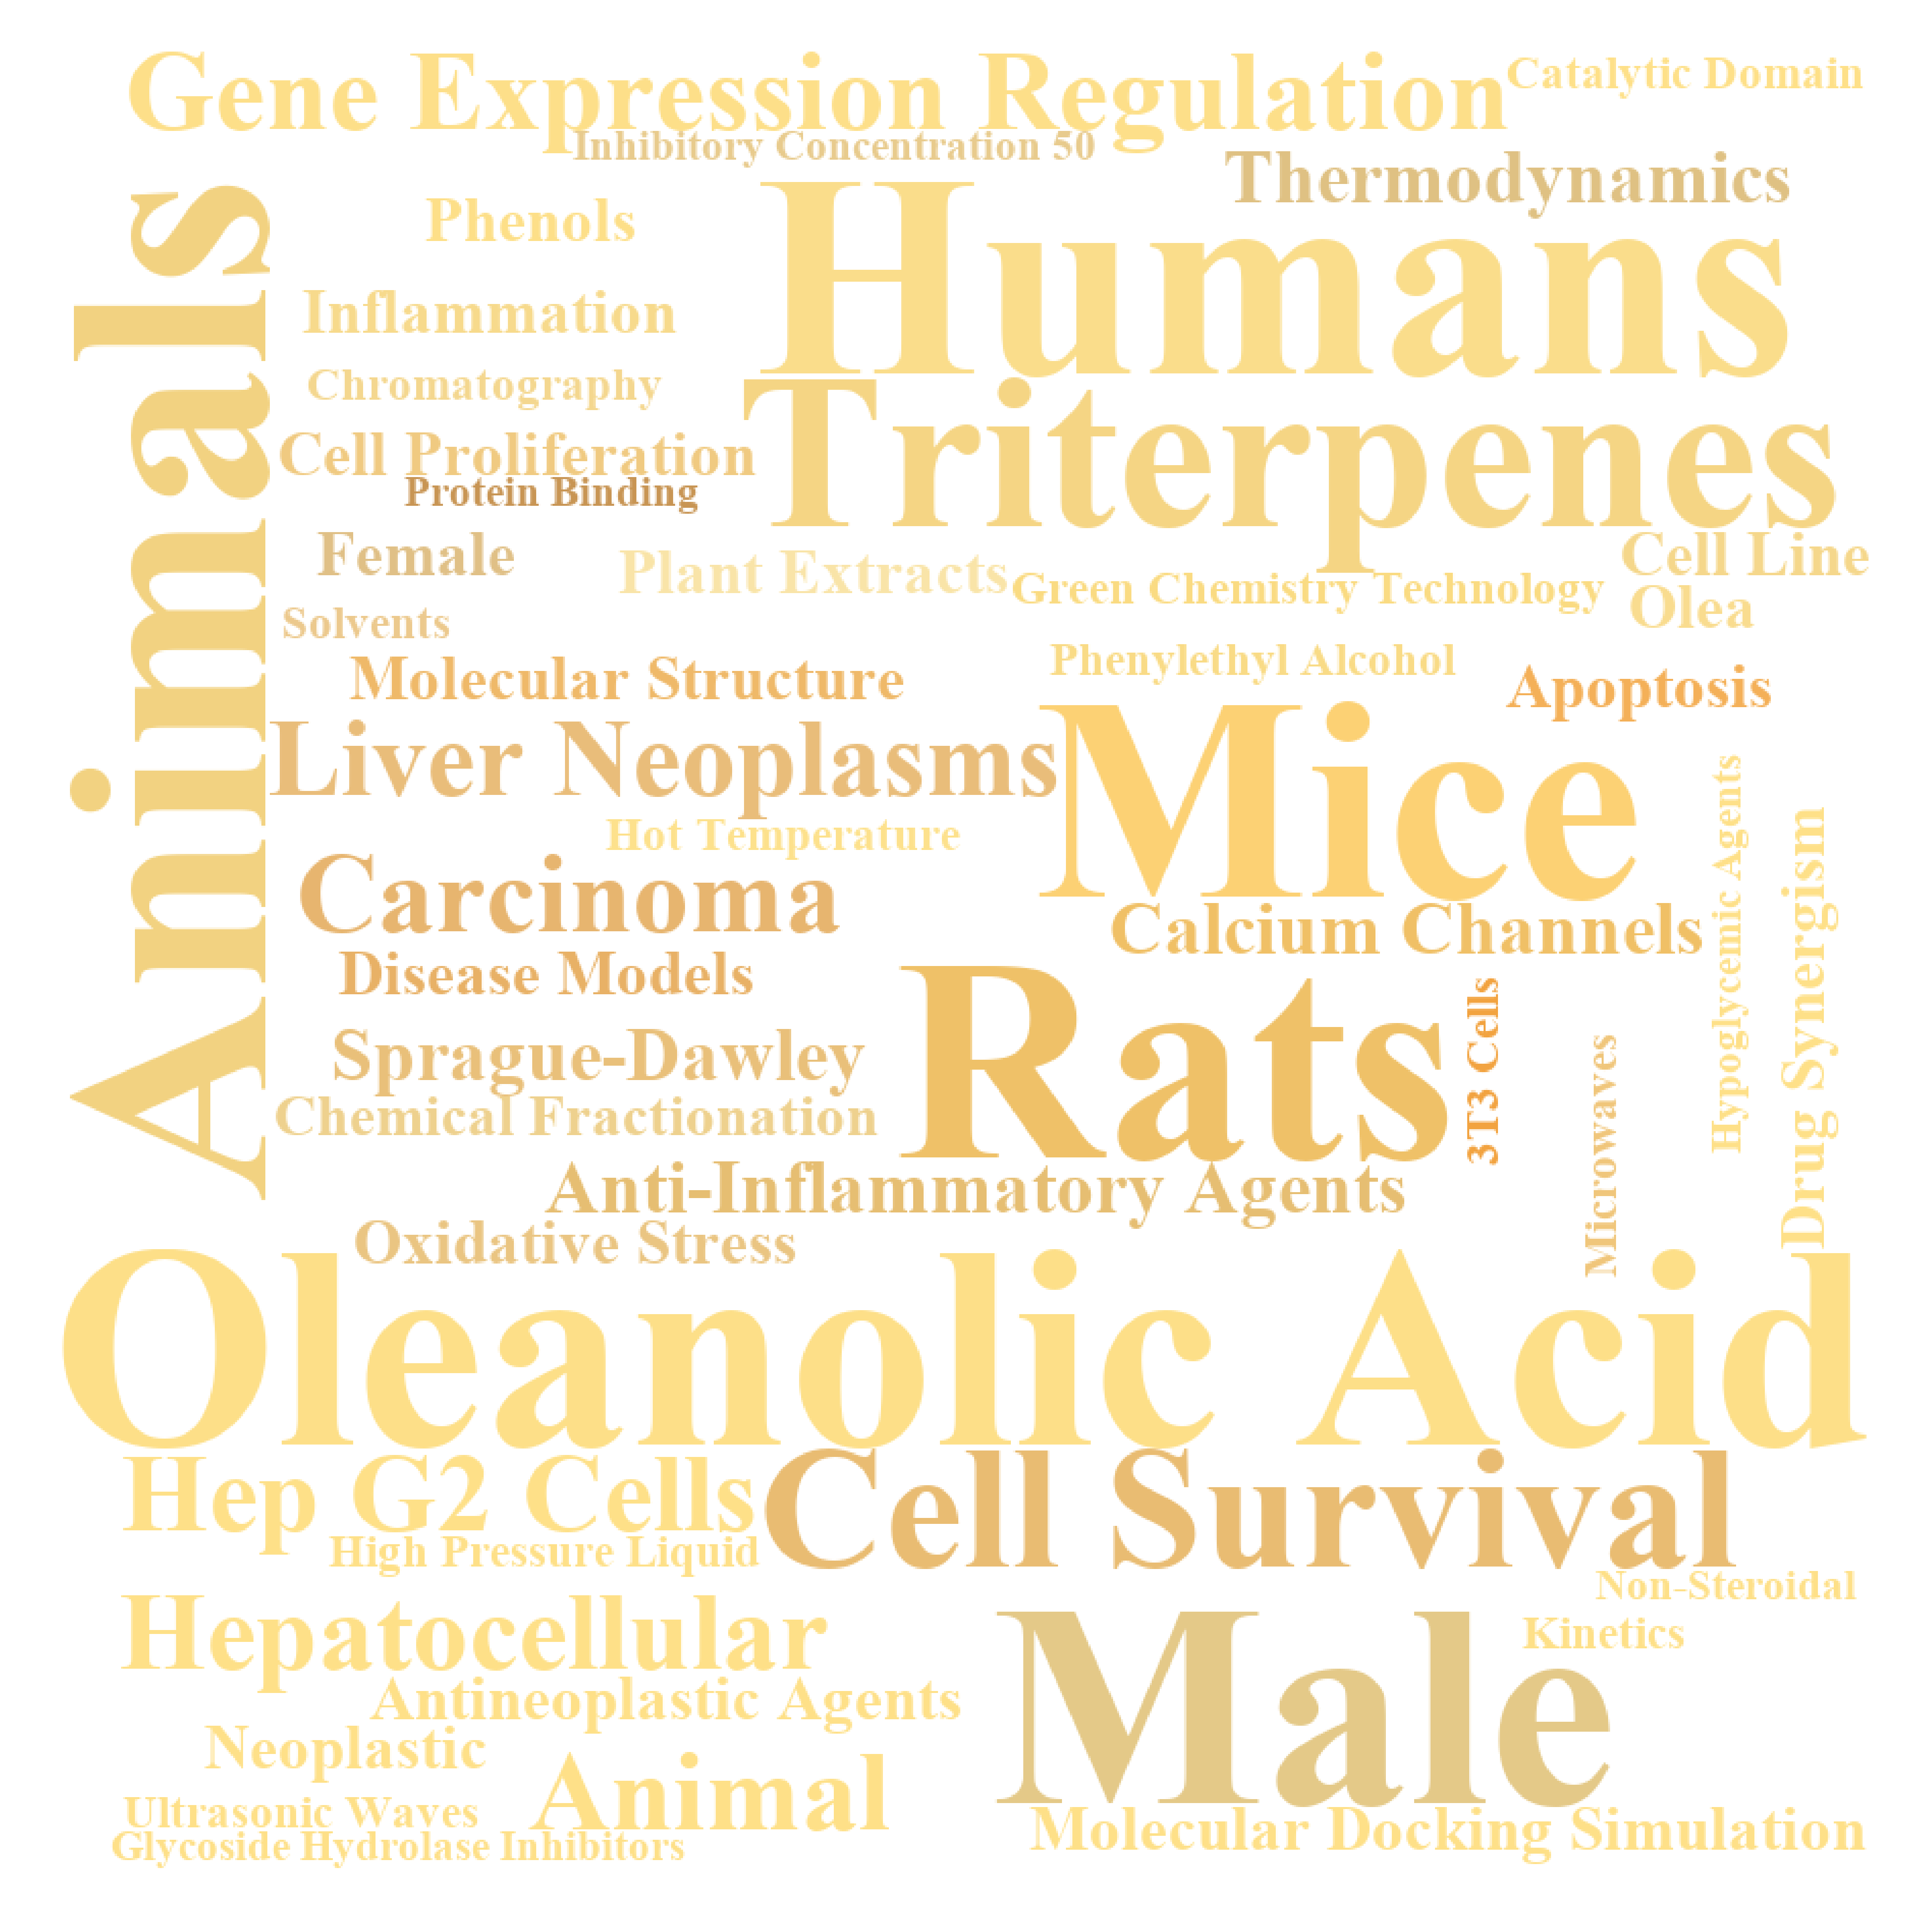 Gene Expression Regulation
Catalytic Domain
Inhibitory Concentration 50
Thermodynamics
Humans
Phenols
Inflammation
Chromatography
Triterpenes
Cell Proliferation
Protein Binding
Animals
Female
Plant Extracts
Green Chemistry Technology
Cell Line
Olea
Solvents
Molecular Structure
Phenylethyl Alcohol
Apoptosis
Liver Neoplasms
Mice
Hot Temperature
Carcinoma
Calcium Channels
Hypoglycemic Agents
Drug Synergism
Disease Models
Rats
3T3 Cells
Microwaves
Sprague-Dawley
Chemical Fractionation
Anti-Inflammatory Agents
Oxidative Stress
Oleanolic Acid
Hep G2 Cells
Cell Survival
High Pressure Liquid
Non-Steroidal
Hepatocellular
Kinetics
Male
Antineoplastic Agents
Neoplastic
Animal
Ultrasonic Waves
Molecular Docking Simulation
Glycoside Hydrolase Inhibitors